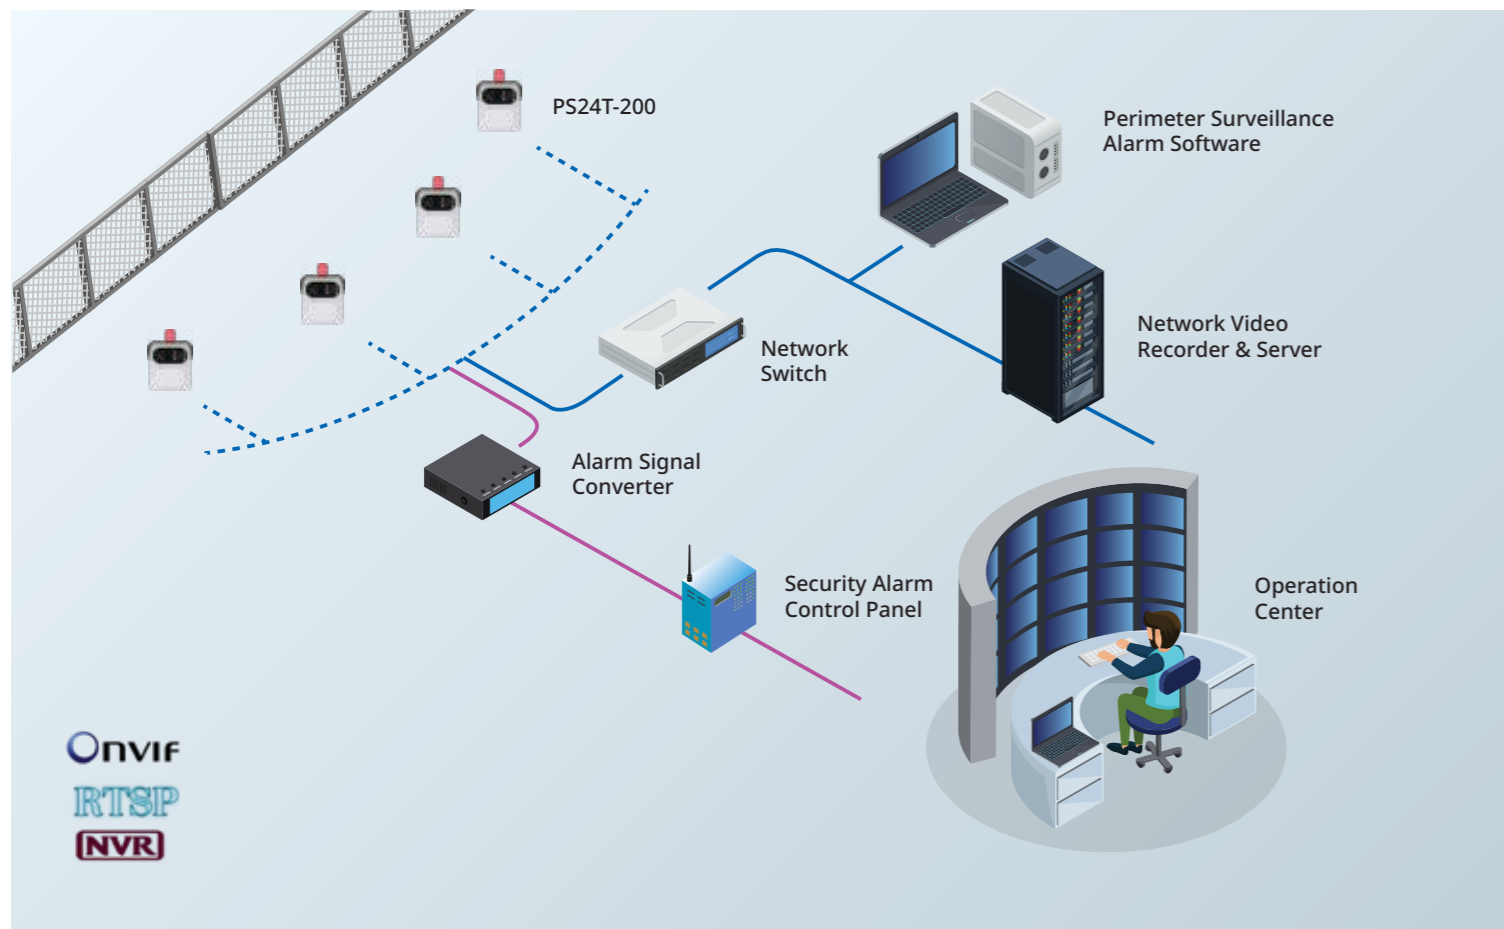 PS24T-200
Perimeter Surveillance
Alarm Software
Network Video
Recorder & Server
Network
Switch
Alarm Signal
Converter
Security Alarm
Control Panel
Operation
Center
ONVIF
RTSP
NVR